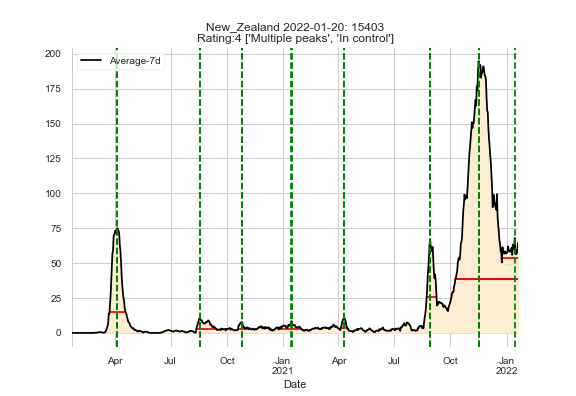 New_Zealand 2022-01-20: 15403
Rating:4 ['Multiple peaks', 'In control']
Average-7d
200
175
150
125
100
75
50
25
0
Apr Jul Oct Jan Apr Jul Oct Jan
2021 2022
Date